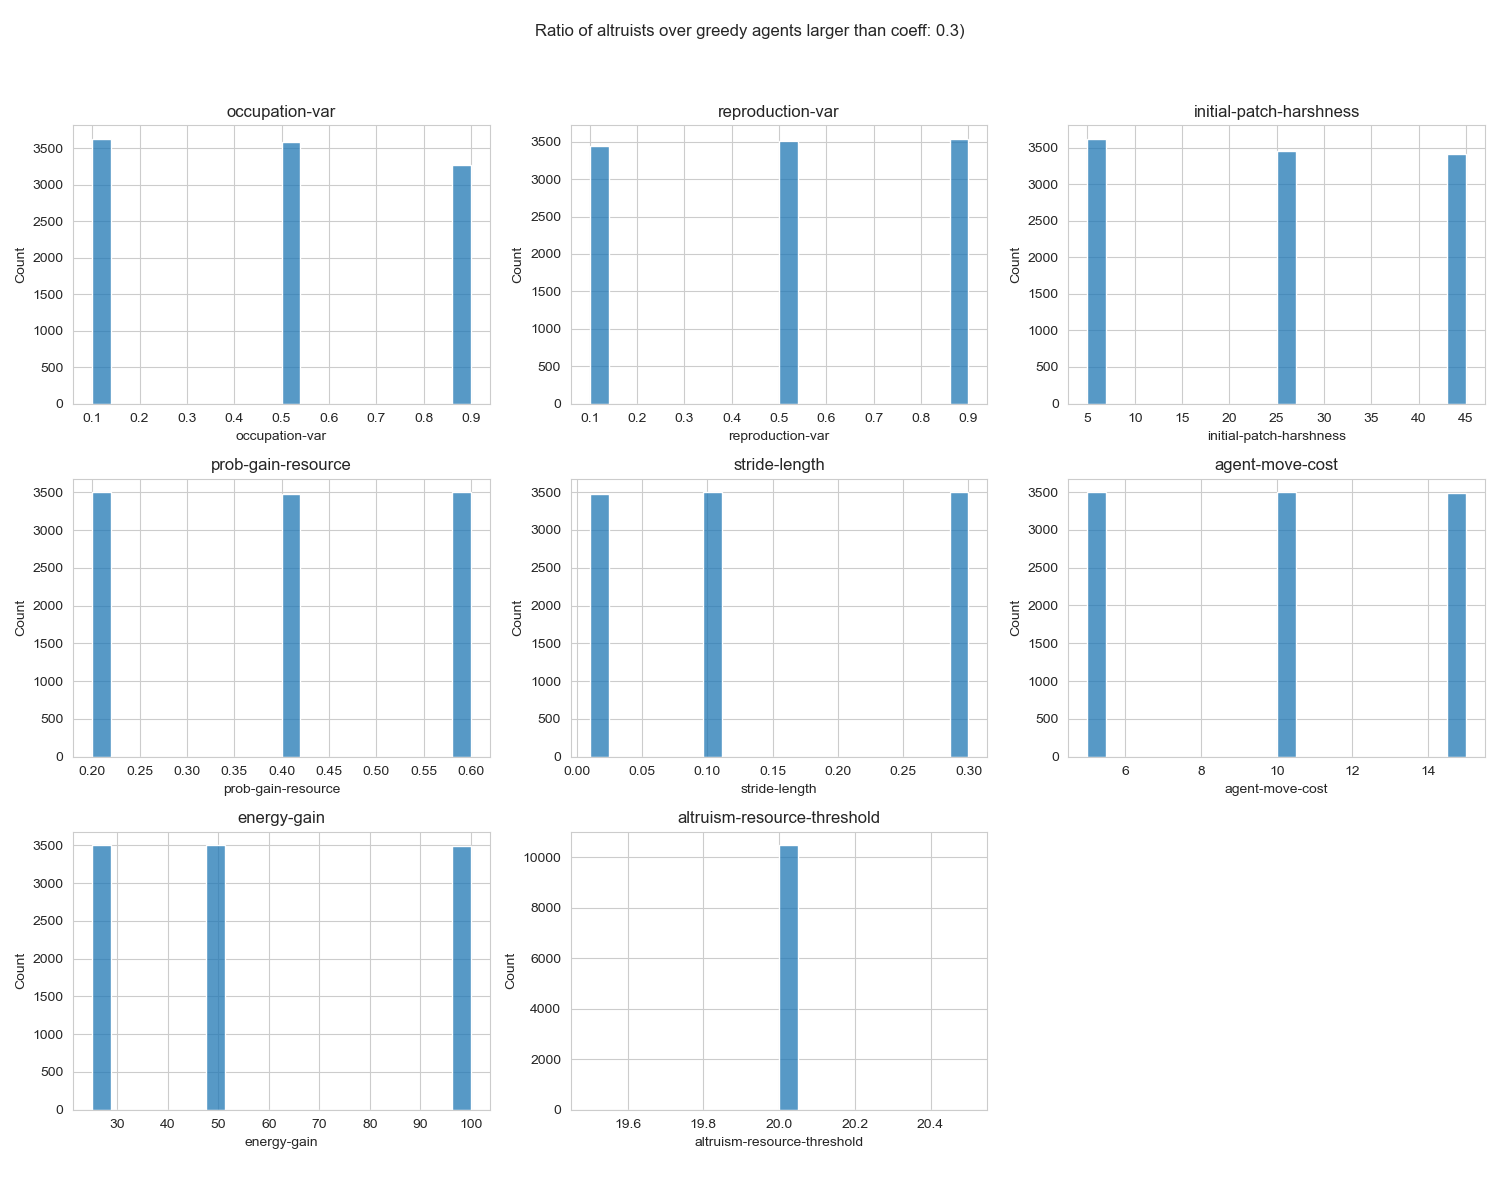 Ratio of altruists over greedy agents larger than coeff: 0.3)
occupation-var
reproduction-var
initial-patch-harshness
3500
3000
2500
2000
1500
1000
500
0
Count
0.1 0.2 0.3 0.4 0.5 0.6 0.7 0.8 0.9
occupation-var
3500
3000
2500
2000
1500
1000
500
0
Count
0.1 0.2 0.3 0.4 0.5 0.6 0.7 0.8 0.9
reproduction-var
3500
3000
2500
2000
1500
1000
500
0
Count
5 10 15 20 25 30 35 40 45
initial-patch-harshness
prob-gain-resource
stride-length
agent-move-cost
3500
3000
2500
2000
1500
1000
500
0
Count
0.20 0.25 0.30 0.35 0.40 0.45 0.50 0.55 0.60
prob-gain-resource
3500
3000
2500
2000
1500
1000
500
0
Count
0.00 0.05 0.10 0.15 0.20 0.25 0.30
stride-length
3500
3000
2500
2000
1500
1000
500
0
Count
6 8 10 12 14
agent-move-cost
energy-gain
altruism-resource-threshold
3500
3000
2500
2000
1500
1000
500
0
Count
30 40 50 60 70 80 90 100
energy-gain
10000
8000
6000
4000
2000
0
Count
19.6 19.8 20.0 20.2 20.4
altruism-resource-threshold